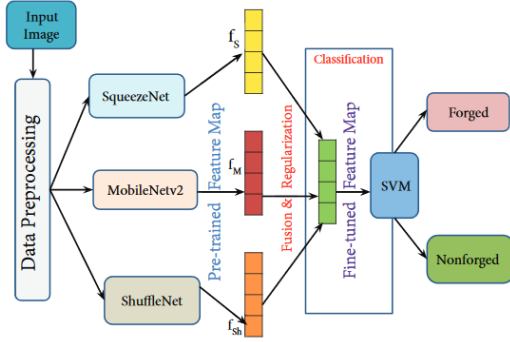 Input
Image
Data Preprocessing
SqueezeNet
MobileNetv2
ShuffleNet
f_S
f_M
f_Sh
Pre-trained Feature Map
Fusion & Regularization
Classification
Fine-tuned Feature Map
SVM
Forged
Nonforged